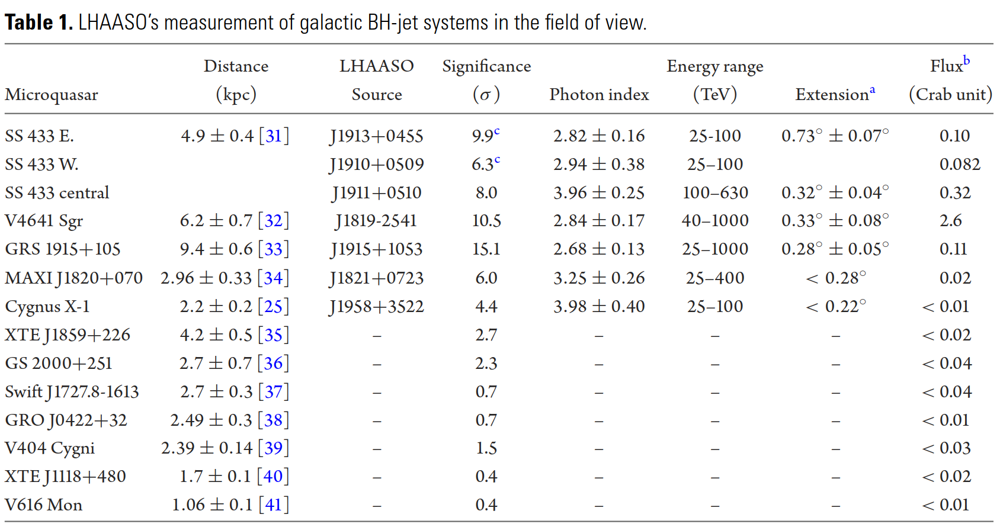 Table 1. LHAASO's measurement of galactic BH-jet systems in the field of view.
Distance LHAASO Significance Energy range Flux^b
Microquasar (kpc) Source (σ) Photon index (TeV) Extension^a (Crab unit)
SS 433 E. 4.9 ± 0.4 [31] J1913+0455 9.9^c 2.82 ± 0.16 25-100 0.73° ± 0.07° 0.10
SS 433 W. J1910+0509 6.3^c 2.94 ± 0.38 25–100 0.082
SS 433 central J1911+0510 8.0 3.96 ± 0.25 100–630 0.32° ± 0.04° 0.32
V4641 Sgr 6.2 ± 0.7 [32] J1819-2541 10.5 2.84 ± 0.17 40–1000 0.33° ± 0.08° 2.6
GRS 1915+105 9.4 ± 0.6 [33] J1915+1053 15.1 2.68 ± 0.13 25–1000 0.28° ± 0.05° 0.11
MAXI J1820+070 2.96 ± 0.33 [34] J1821+0723 6.0 3.25 ± 0.26 25–400 < 0.28° 0.02
Cygnus X-1 2.2 ± 0.2 [25] J1958+3522 4.4 3.98 ± 0.40 25–100 < 0.22° < 0.01
XTE J1859+226 4.2 ± 0.5 [35] – 2.7 – – – < 0.02
GS 2000+251 2.7 ± 0.7 [36] – 2.3 – – – < 0.04
Swift J1727.8-1613 2.7 ± 0.3 [37] – 0.7 – – – < 0.04
GRO J0422+32 2.49 ± 0.3 [38] – 0.7 – – – < 0.01
V404 Cygni 2.39 ± 0.14 [39] – 1.5 – – – < 0.03
XTE J1118+480 1.7 ± 0.1 [40] – 0.4 – – – < 0.02
V616 Mon 1.06 ± 0.1 [41] – 0.4 – – – < 0.01